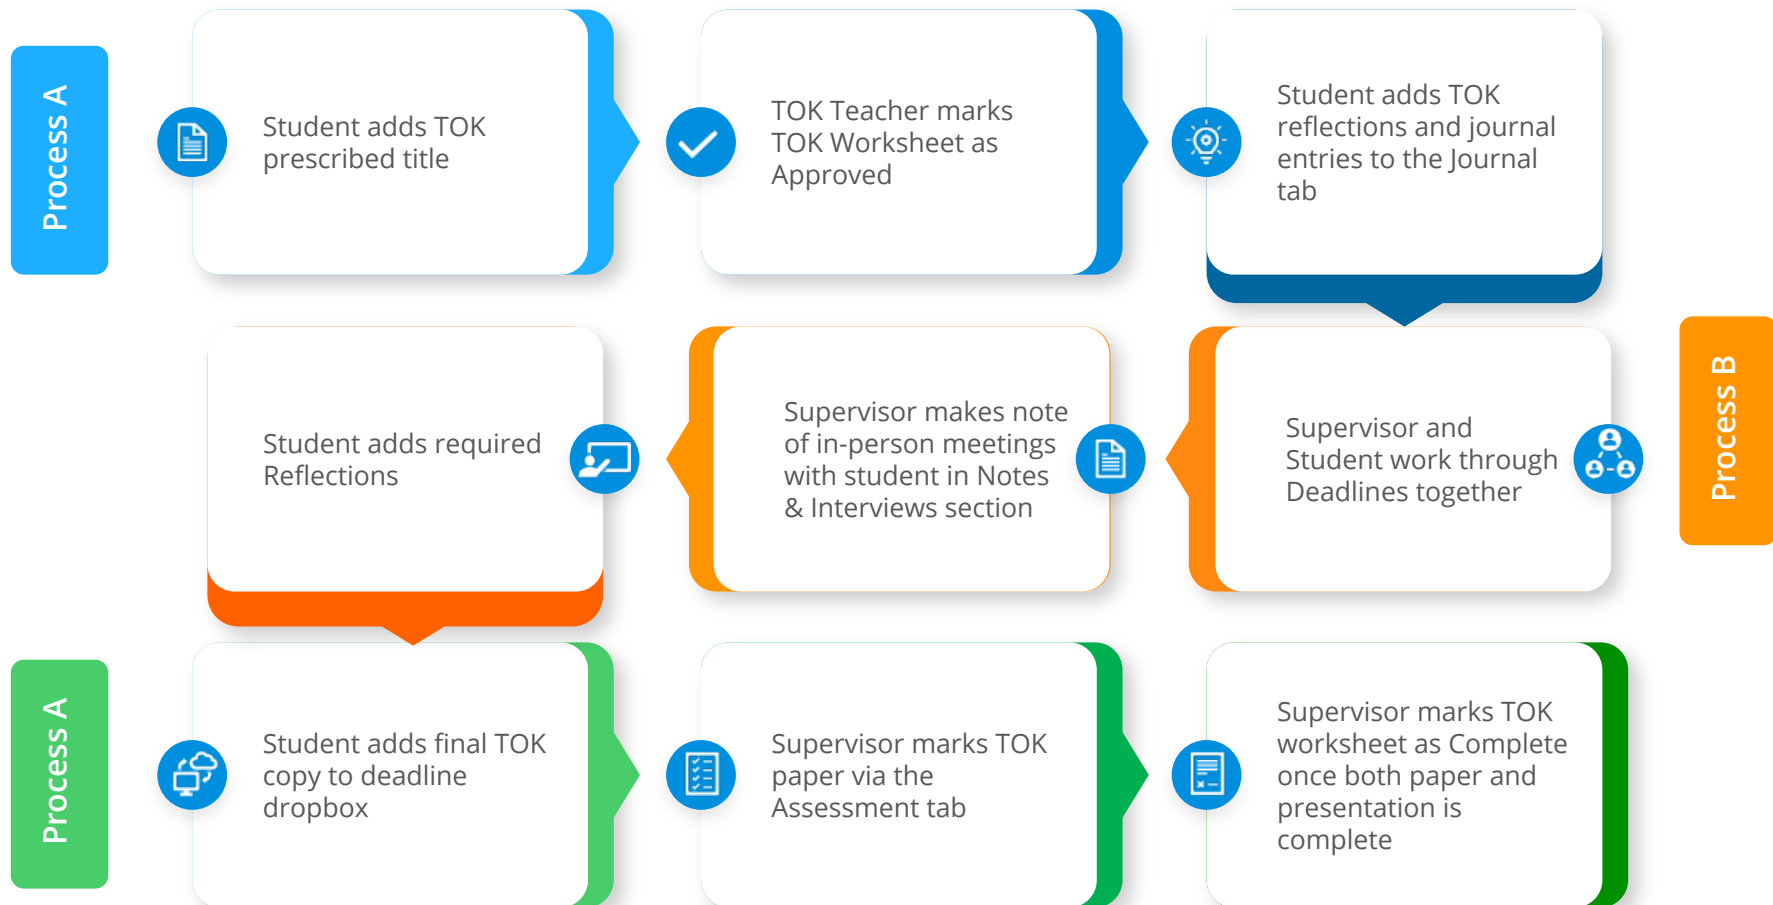 Process A
Student adds TOK
prescribed title
TOK Teacher marks
TOK Worksheet as
Approved
Student adds TOK
reflections and journal
entries to the Journal
tab
Process B
Supervisor and
Student work through
Deadlines together
Supervisor makes note
of in-person meetings
with student in Notes
& Interviews section
Student adds required
Reflections
Process A
Student adds final TOK
copy to deadline
dropbox
Supervisor marks TOK
paper via the
Assessment tab
Supervisor marks TOK
worksheet as Complete
once both paper and
presentation is
complete